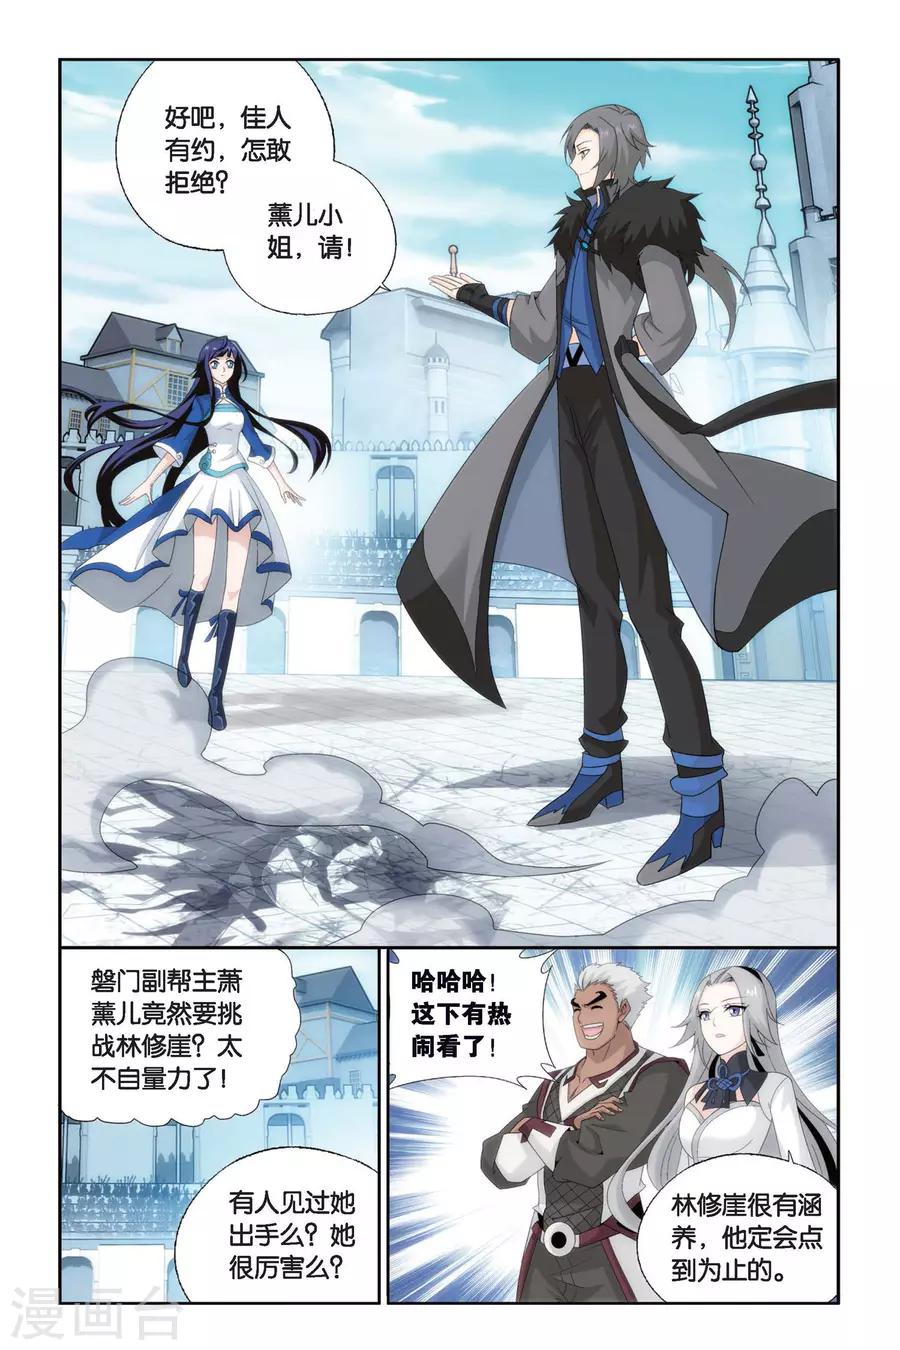 好吧，佳人
有约，怎敢
拒绝？
薰儿小
姐，请！
磐门副帮主萧
薰儿竟然要挑
战林修崖？太
不自量力了！
有人见过她
出手么？她
很厉害么？
哈哈哈！
这下有热
闹看了！
林修崖很有涵
养，他定会点
到为止的。
漫画台